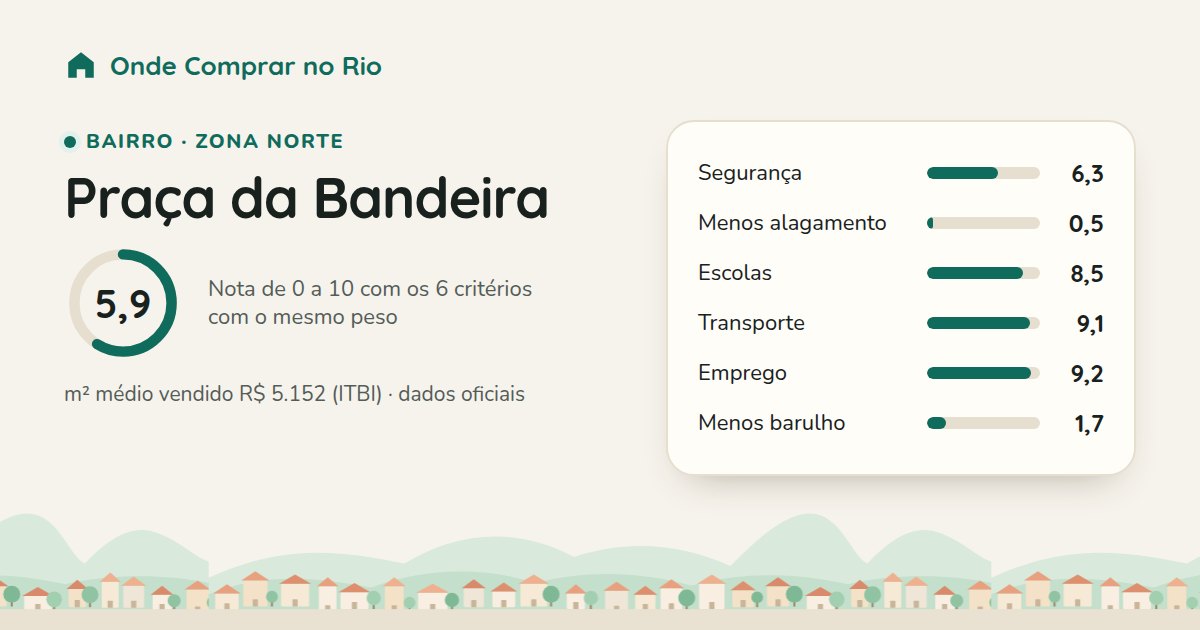 Onde Comprar no Rio
BAIRRO · ZONA NORTE
Praça da Bandeira
5,9
Nota de 0 a 10 com os 6 critérios
com o mesmo peso
m² médio vendido R$ 5.152 (ITBI) · dados oficiais
Segurança 6,3
Menos alagamento 0,5
Escolas 8,5
Transporte 9,1
Emprego 9,2
Menos barulho 1,7